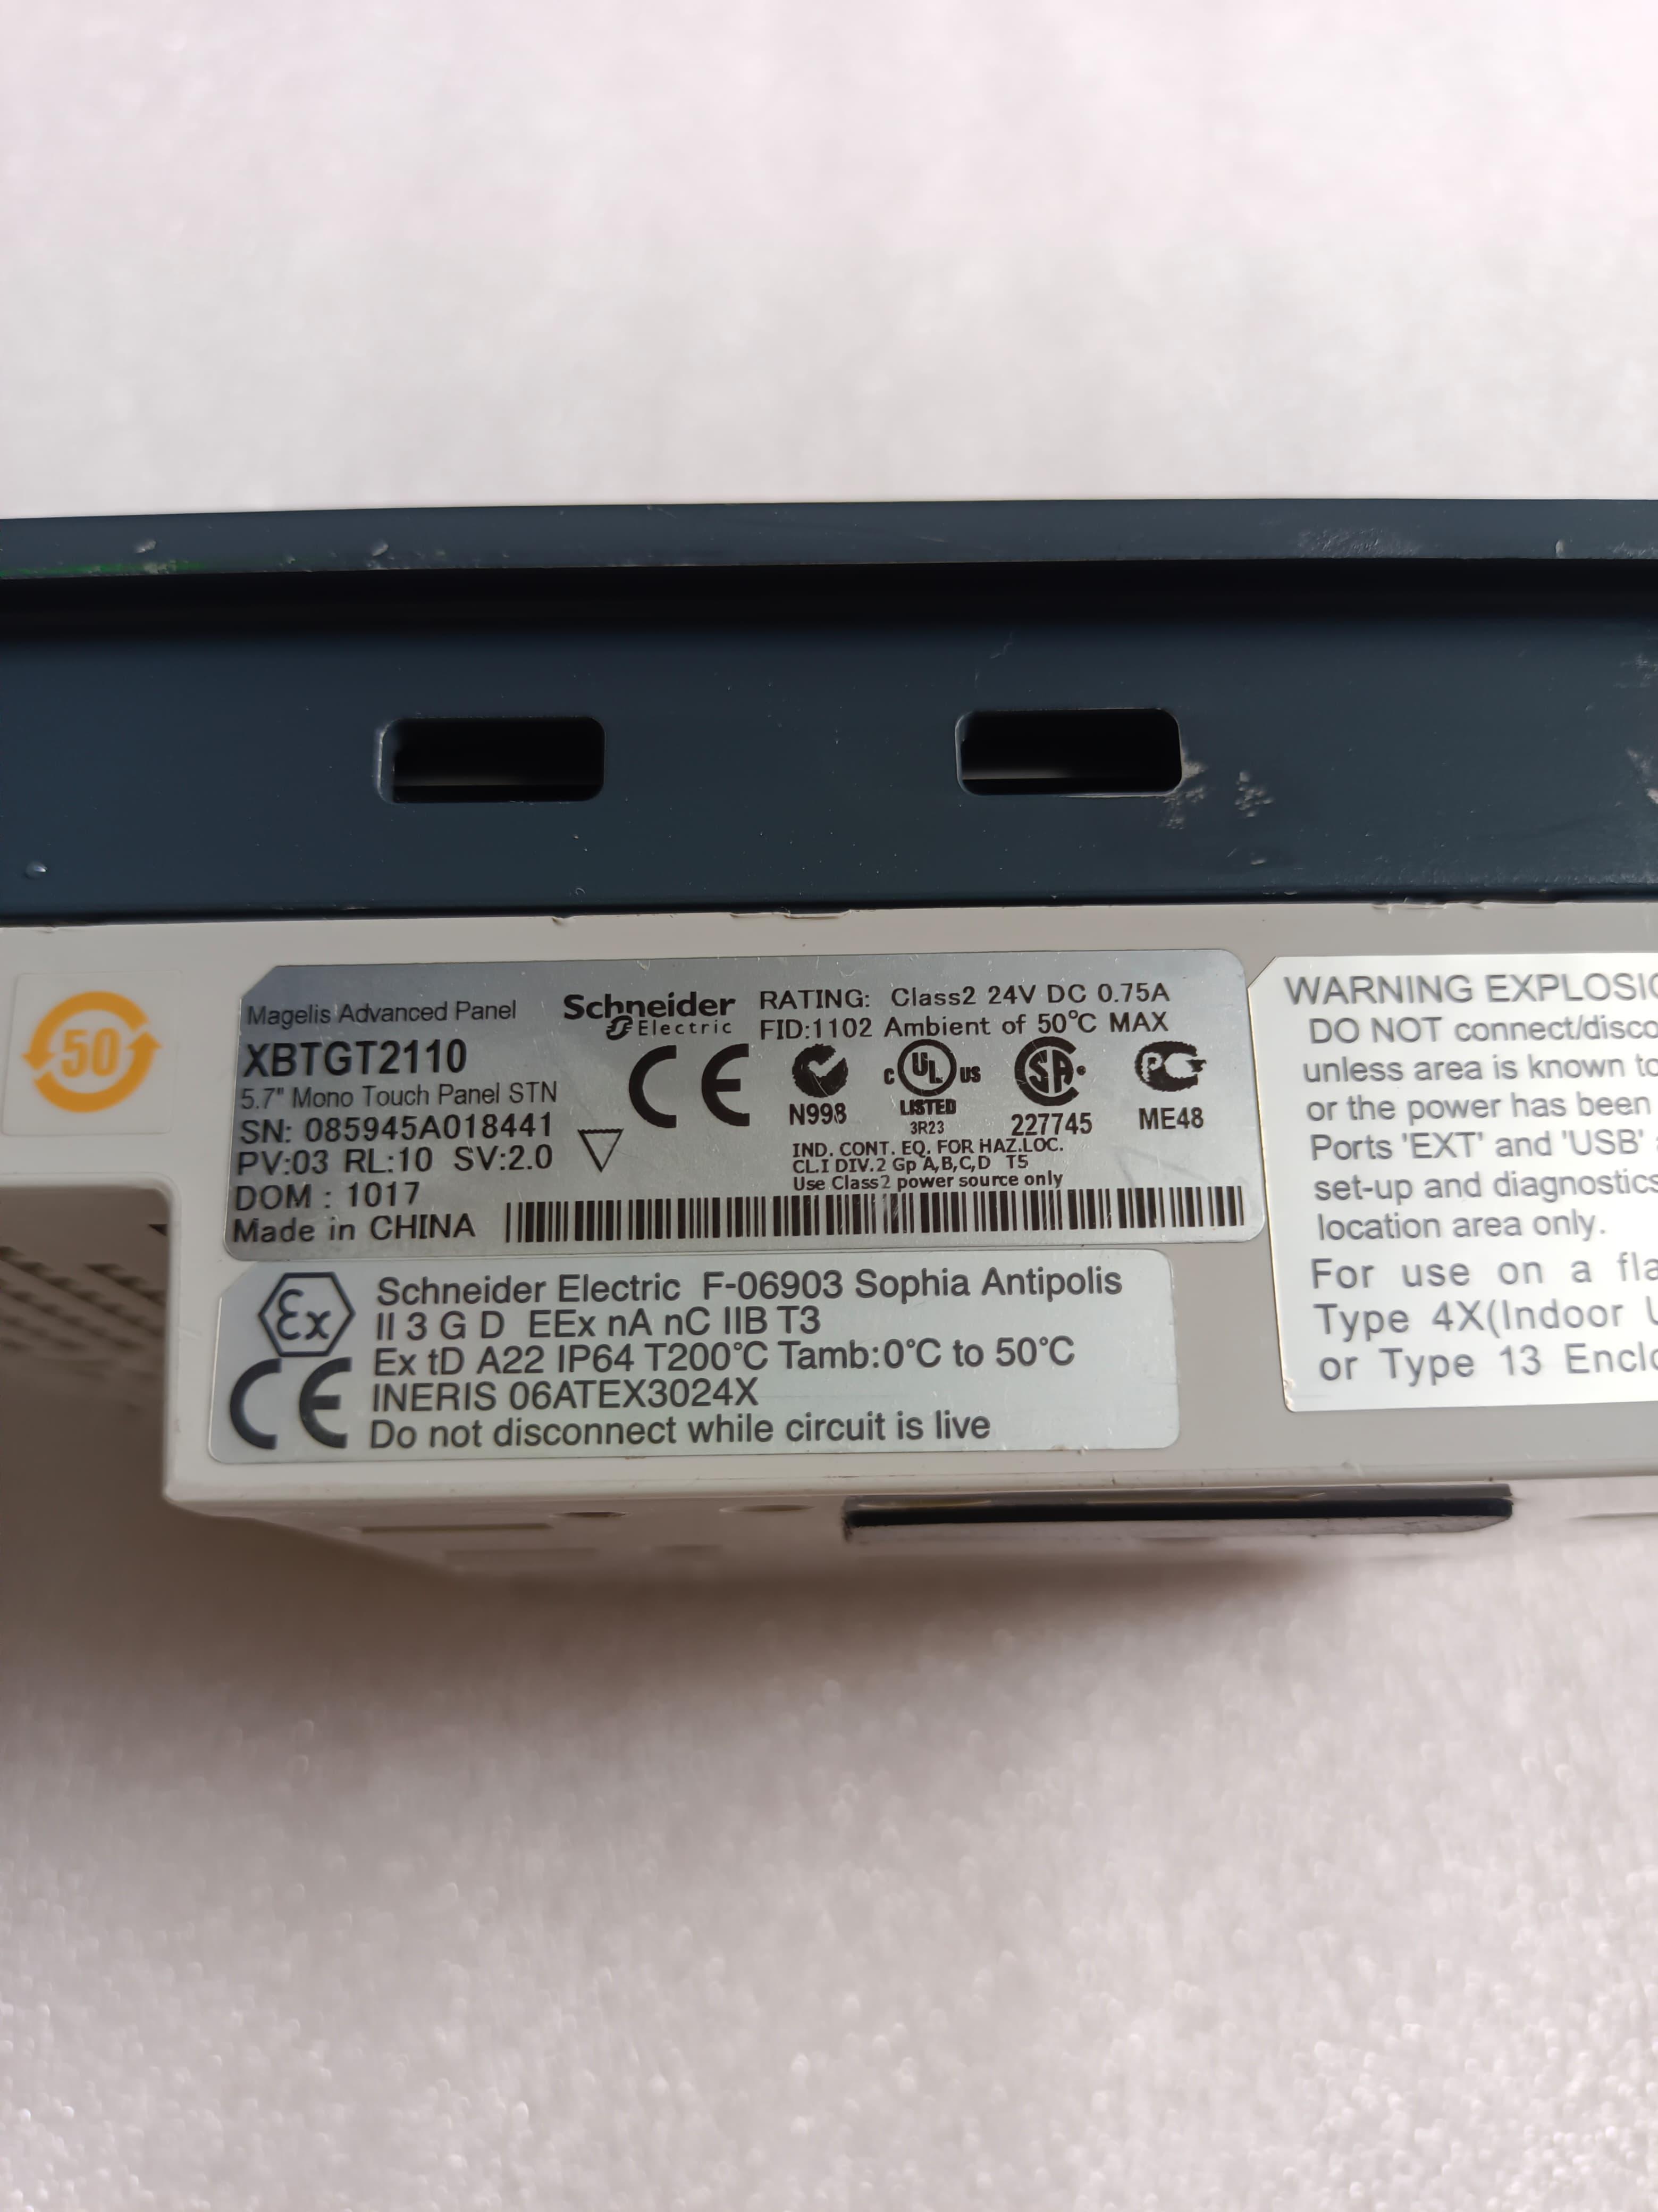 50
Magelis Advanced Panel
XBTGT2110
5.7" Mono Touch Panel STN
SN: 085945A018441
PV:03 RL:10 SV:2.0
DOM : 1017
Made in CHINA
Schneider
Electric
RATING: Class2 24V DC 0.75A
FID:1102 Ambient of 50°C MAX
CE
N998
C UL US
LISTED
3R23
SA
227745
ME48
IND. CONT. EQ. FOR HAZ.LOC.
CL.I DIV.2 Gp A,B,C,D T5
Use Class2 power source only
Ex
CE
Schneider Electric F-06903 Sophia Antipolis
II 3 G D EEx nA nC IIB T3
Ex tD A22 IP64 T200°C Tamb:0°C to 50°C
INERIS 06ATEX3024X
Do not disconnect while circuit is live
WARNING
DO NOT
unless area is known
or the power has been
Ports 'EXT' and 'USB'
set-up and diagnostics
location area only.
For use on a
Type 4X(Indoor
or Type 13